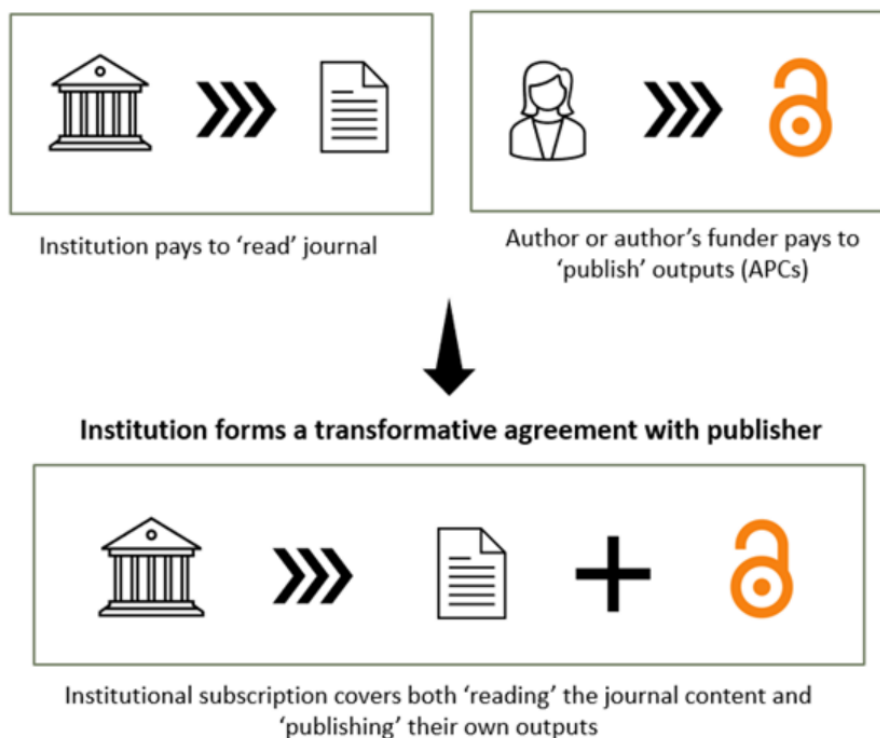 Institution pays to ‘read’ journal
Author or author’s funder pays to
‘publish’ outputs (APCs)
Institution forms a transformative agreement with publisher
Institutional subscription covers both ‘reading’ the journal content and
‘publishing’ their own outputs